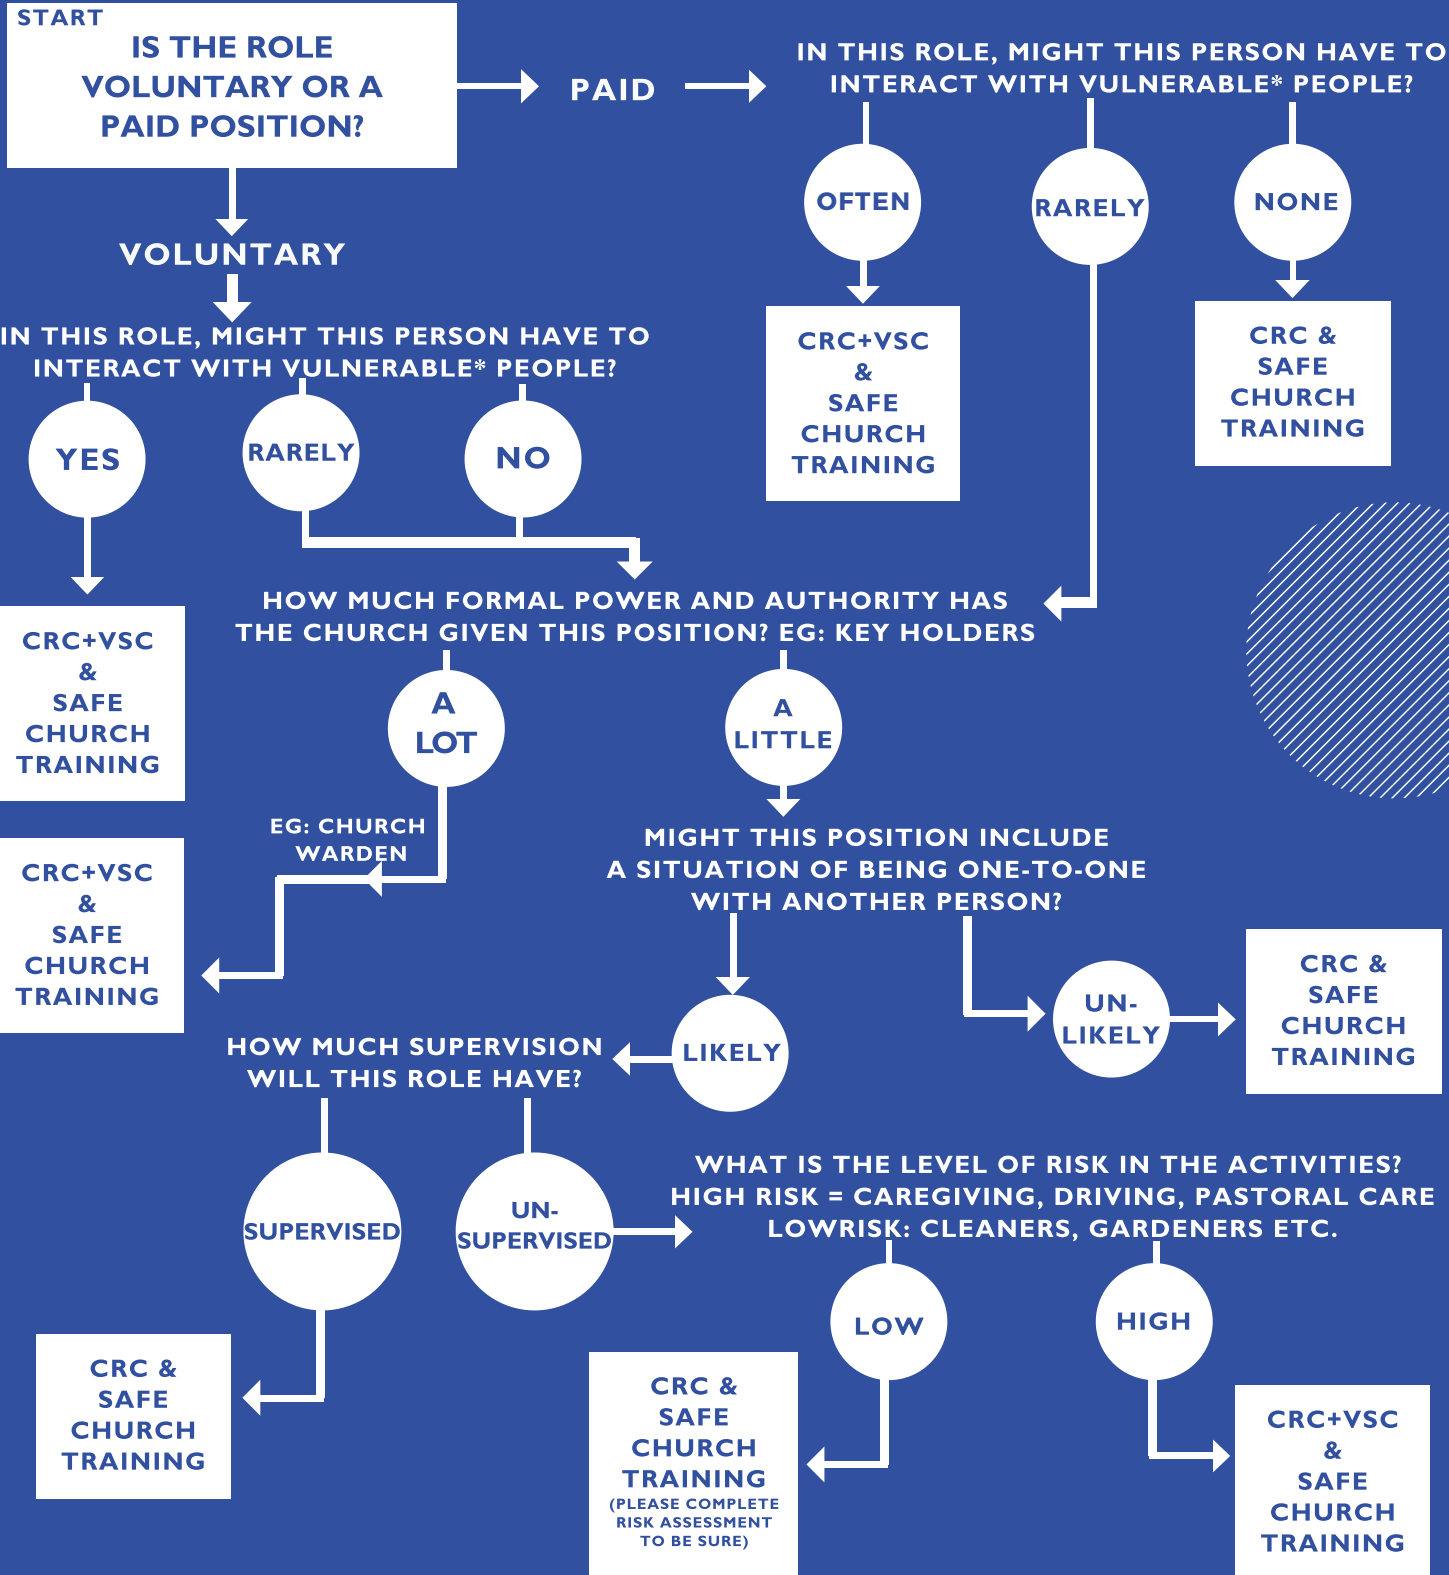 START
IS THE ROLE
VOLUNTARY OR A
PAID POSITION?
PAID
IN THIS ROLE, MIGHT THIS PERSON HAVE TO
INTERACT WITH VULNERABLE* PEOPLE?
OFTEN
RARELY
NONE
CRC+VSC
&
SAFE
CHURCH
TRAINING
CRC &
SAFE
CHURCH
TRAINING
VOLUNTARY
IN THIS ROLE, MIGHT THIS PERSON HAVE TO
INTERACT WITH VULNERABLE* PEOPLE?
YES
RARELY
NO
CRC+VSC
&
SAFE
CHURCH
TRAINING
HOW MUCH FORMAL POWER AND AUTHORITY HAS
THE CHURCH GIVEN THIS POSITION? EG: KEY HOLDERS
A
LOT
A
LITTLE
EG: CHURCH
WARDEN
CRC+VSC
&
SAFE
CHURCH
TRAINING
MIGHT THIS POSITION INCLUDE
A SITUATION OF BEING ONE-TO-ONE
WITH ANOTHER PERSON?
LIKELY
UN-
LIKELY
CRC &
SAFE
CHURCH
TRAINING
HOW MUCH SUPERVISION
WILL THIS ROLE HAVE?
SUPERVISED
UN-
SUPERVISED
CRC &
SAFE
CHURCH
TRAINING
WHAT IS THE LEVEL OF RISK IN THE ACTIVITIES?
HIGH RISK = CAREGIVING, DRIVING, PASTORAL CARE
LOWRISK: CLEANERS, GARDENERS ETC.
LOW
HIGH
CRC &
SAFE
CHURCH
TRAINING
(PLEASE COMPLETE
RISK ASSESSMENT
TO BE SURE)
CRC+VSC
&
SAFE
CHURCH
TRAINING